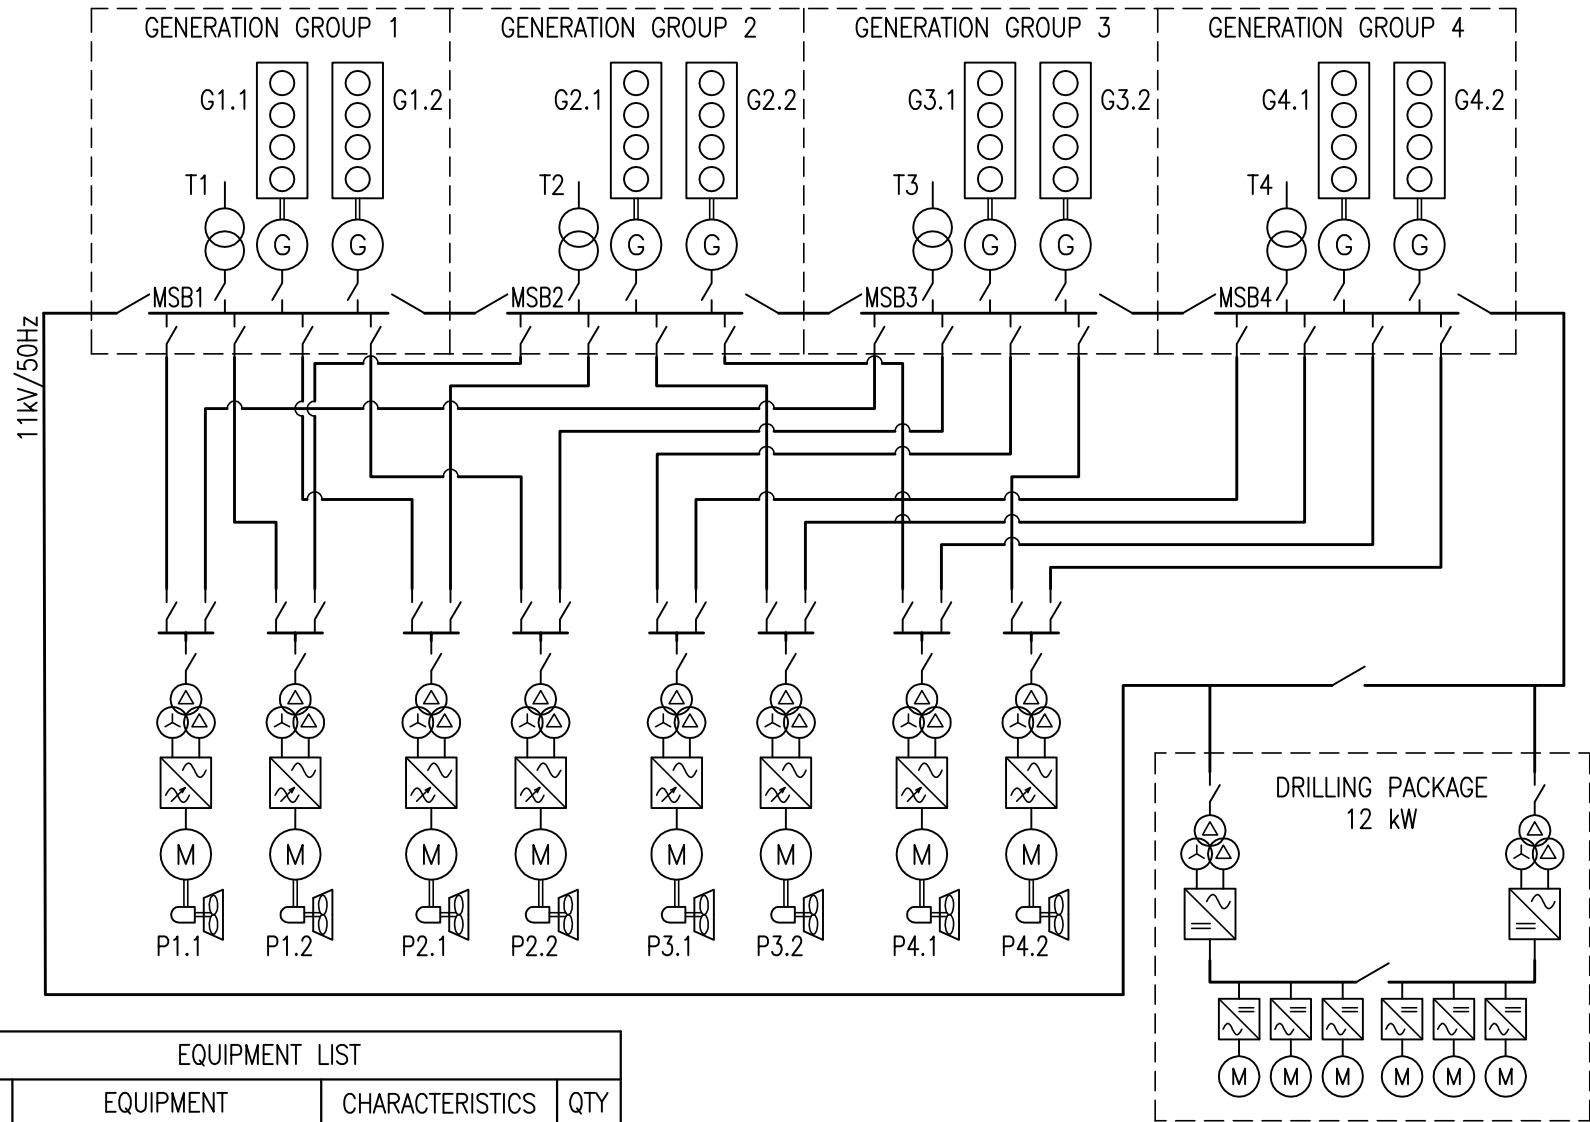 GENERATION GROUP 1
GENERATION GROUP 2
GENERATION GROUP 3
GENERATION GROUP 4
G1.1
G1.2
G2.1
G2.2
G3.1
G3.2
G4.1
G4.2
T1
T2
T3
T4
G
G
G
G
G
G
G
G
MSB1
MSB2
MSB3
MSB4
11kV/50Hz
DRILLING PACKAGE
12 kW
M
M
M
M
M
M
M
M
P1.1
P1.2
P2.1
P2.2
P3.1
P3.2
P4.1
P4.2
M
M
M
M
M
M
EQUIPMENT LIST
EQUIPMENT
CHARACTERISTICS
QTY